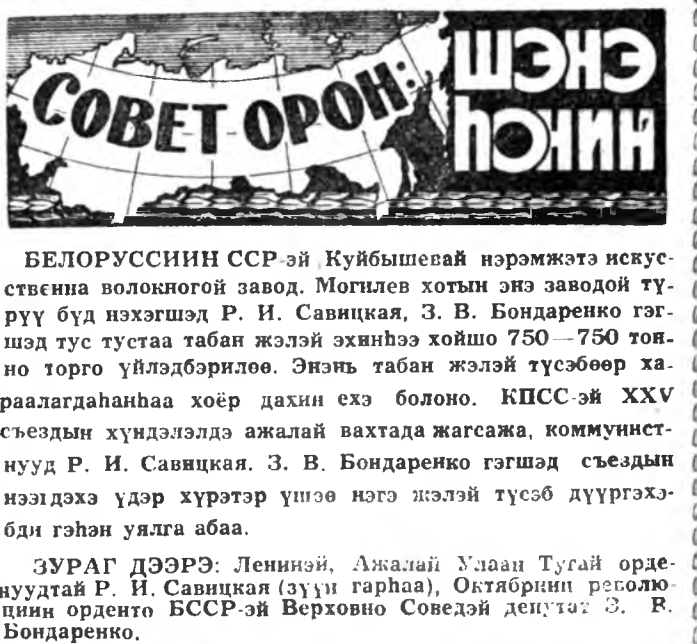 СОВЕТ ОРОН:
ШЭНЭ
ҺОНИН
БЕЛОРУССИИН ССР-эй Куйбышевай нэрэмжэтэ искус-
ственна волокногой завод. Могилев хотын энэ заводой тү-
рүү бүд нэхэгшэд Р. И. Савицкая, З. В. Бондаренко гэг-
шэд тус тустаа табан жэлэй эхинһээ хойшо 750—750 тон-
но торго үйлэдбэрилөө. Энэнь табан жэлэй түсэбөөр ха-
раалагдаһанһаа хоёр дахин ехэ болоно. КПСС-эй XXV
съездын хүндэлэлдэ ажалай вахтада жагсажа, коммунист-
нууд Р. И. Савицкая. З. В. Бондаренко гэгшэд съездын
нээгдэхэ үдэр хүрэтэр үшөө нэгэ жэлэй түсэб дүүргэхэ-
бди гэһэн уялга абаа.
ЗУРАГ ДЭЭРЭ: Ленинэй, Ажалай Улаан Тугай орде-
нуудтай Р. И. Савицкая (зүүн гарһаа), Октябриин револю-
циин орденто БССР-эй Верховно Соведэй депутат З. В.
Бондаренко.